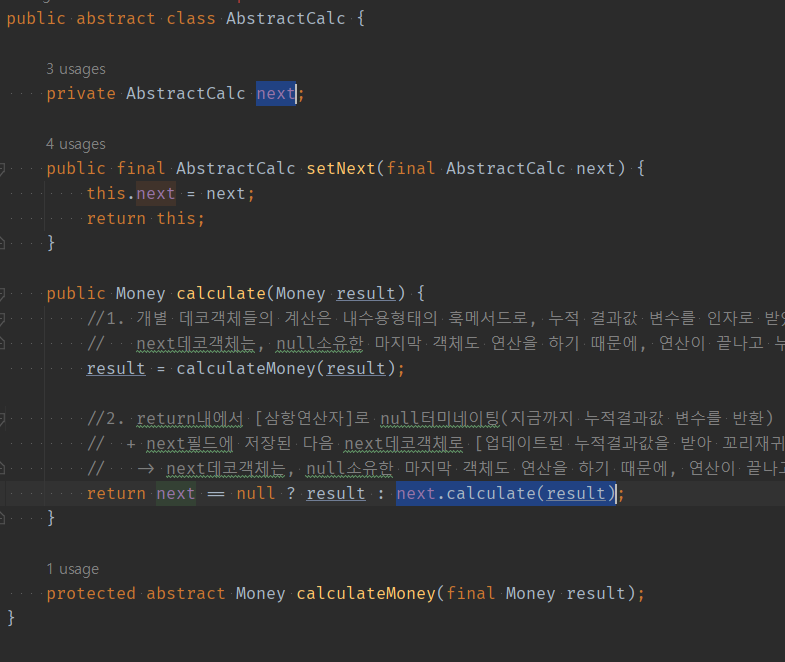 public abstract class AbstractCalc {
3 usages
private AbstractCalc next;
4 usages
public final AbstractCalc setNext(final AbstractCalc next) {
this.next = next;
return this;
}
public Money calculate(Money result) {
//1. 개별 데코객체들의 계산은 내수용형태의 훅메서드로, 누적 결과값 변수를 인자로 받았
// next데코객체는, null소유한 마지막 객체도 연산을 하기 때문에, 연산이 끝나고 누
result = calculateMoney(result);
//2. return내에서 [삼항연산자]로 null터미네이팅(지금까지 누적결과값 변수를 반환)
// + next필드에 저장된 다음 next데코객체로 [업데이트된 누적결과값을 받아 꼬리재귀
// -> next데코객체는, null소유한 마지막 객체도 연산을 하기 때문에, 연산이 끝나고
return next == null ? result : next.calculate(result);
}
1 usage
protected abstract Money calculateMoney(final Money result);
}